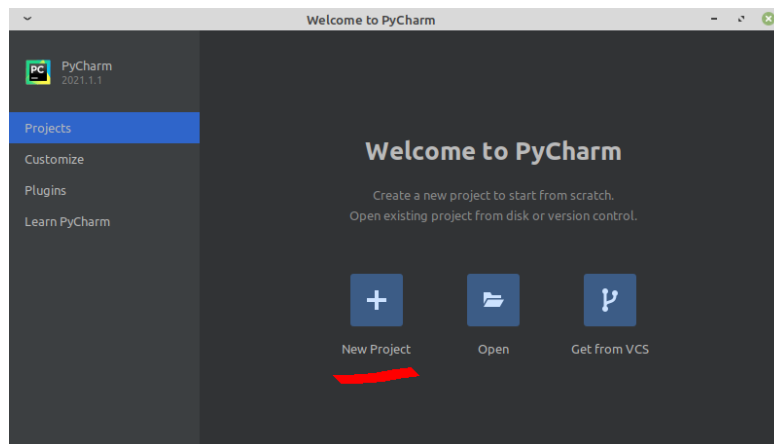 Welcome to PyCharm
PC
PyCharm
2021.1.1
Projects
Customize
Plugins
Learn PyCharm
Welcome to PyCharm
Create a new project to start from scratch.
Open existing project from disk or version control.
New Project
Open
Get from VCS